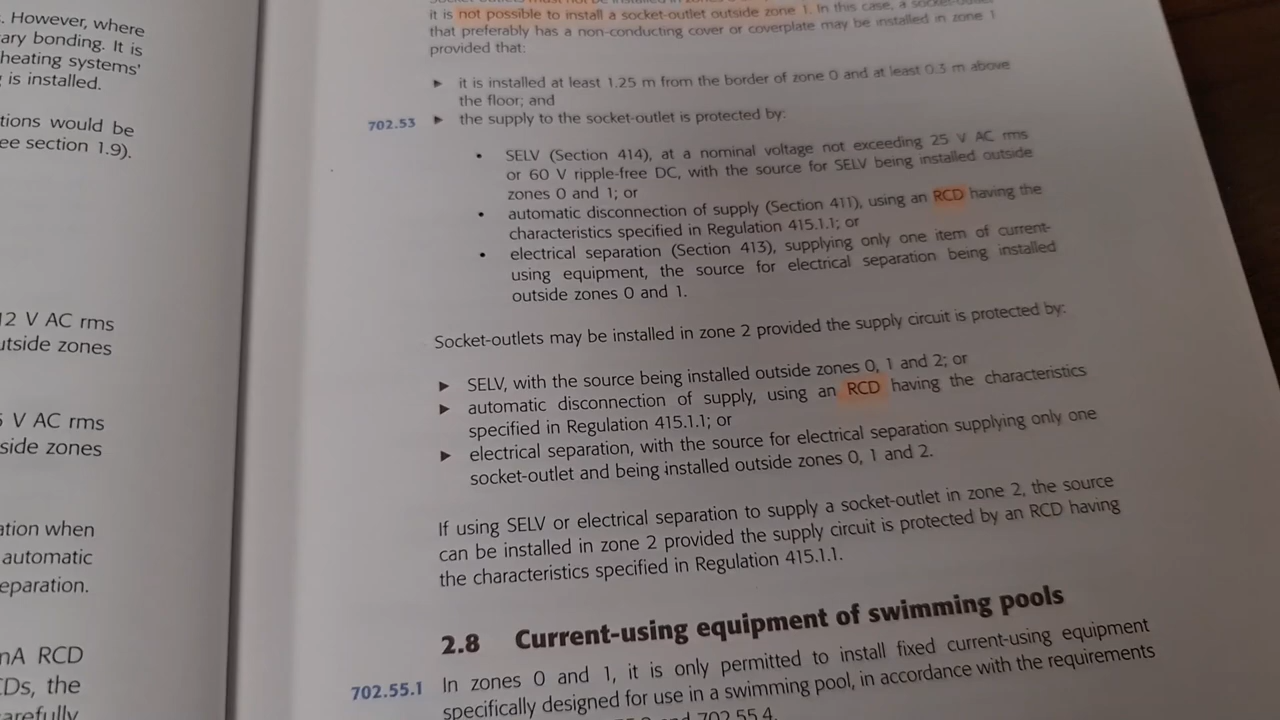 . However, where
ary bonding. It is
heating systems'
is installed.
tions would be
ee section 1.9).
12 V AC rms
utside zones
V AC rms
side zones
ation when
automatic
eparation.
nA RCD
CDs, the
arefully
it is not possible to install a socket-outlet outside zone 1. In this case, a socket-outlet
that preferably has a non-conducting cover or coverplate may be installed in zone 1
provided that:
► it is installed at least 1.25 m from the border of zone 0 and at least 0.3 m above
the floor; and
702.53 ► the supply to the socket-outlet is protected by:
• SELV (Section 414), at a nominal voltage not exceeding 25 V AC rms
or 60 V ripple-free DC, with the source for SELV being installed outside
zones 0 and 1; or
• automatic disconnection of supply (Section 411), using an RCD having the
characteristics specified in Regulation 415.1.1; or
• electrical separation (Section 413), supplying only one item of current-
using equipment, the source for electrical separation being installed
outside zones 0 and 1.
Socket-outlets may be installed in zone 2 provided the supply circuit is protected by:
► SELV, with the source being installed outside zones 0, 1 and 2; or
► automatic disconnection of supply, using an RCD having the characteristics
specified in Regulation 415.1.1; or
► electrical separation, with the source for electrical separation supplying only one
socket-outlet and being installed outside zones 0, 1 and 2.
If using SELV or electrical separation to supply a socket-outlet in zone 2, the source
can be installed in zone 2 provided the supply circuit is protected by an RCD having
the characteristics specified in Regulation 415.1.1.
2.8 Current-using equipment of swimming pools
702.55.1 In zones 0 and 1, it is only permitted to install fixed current-using equipment
specifically designed for use in a swimming pool, in accordance with the requirements
and 702.55.4.